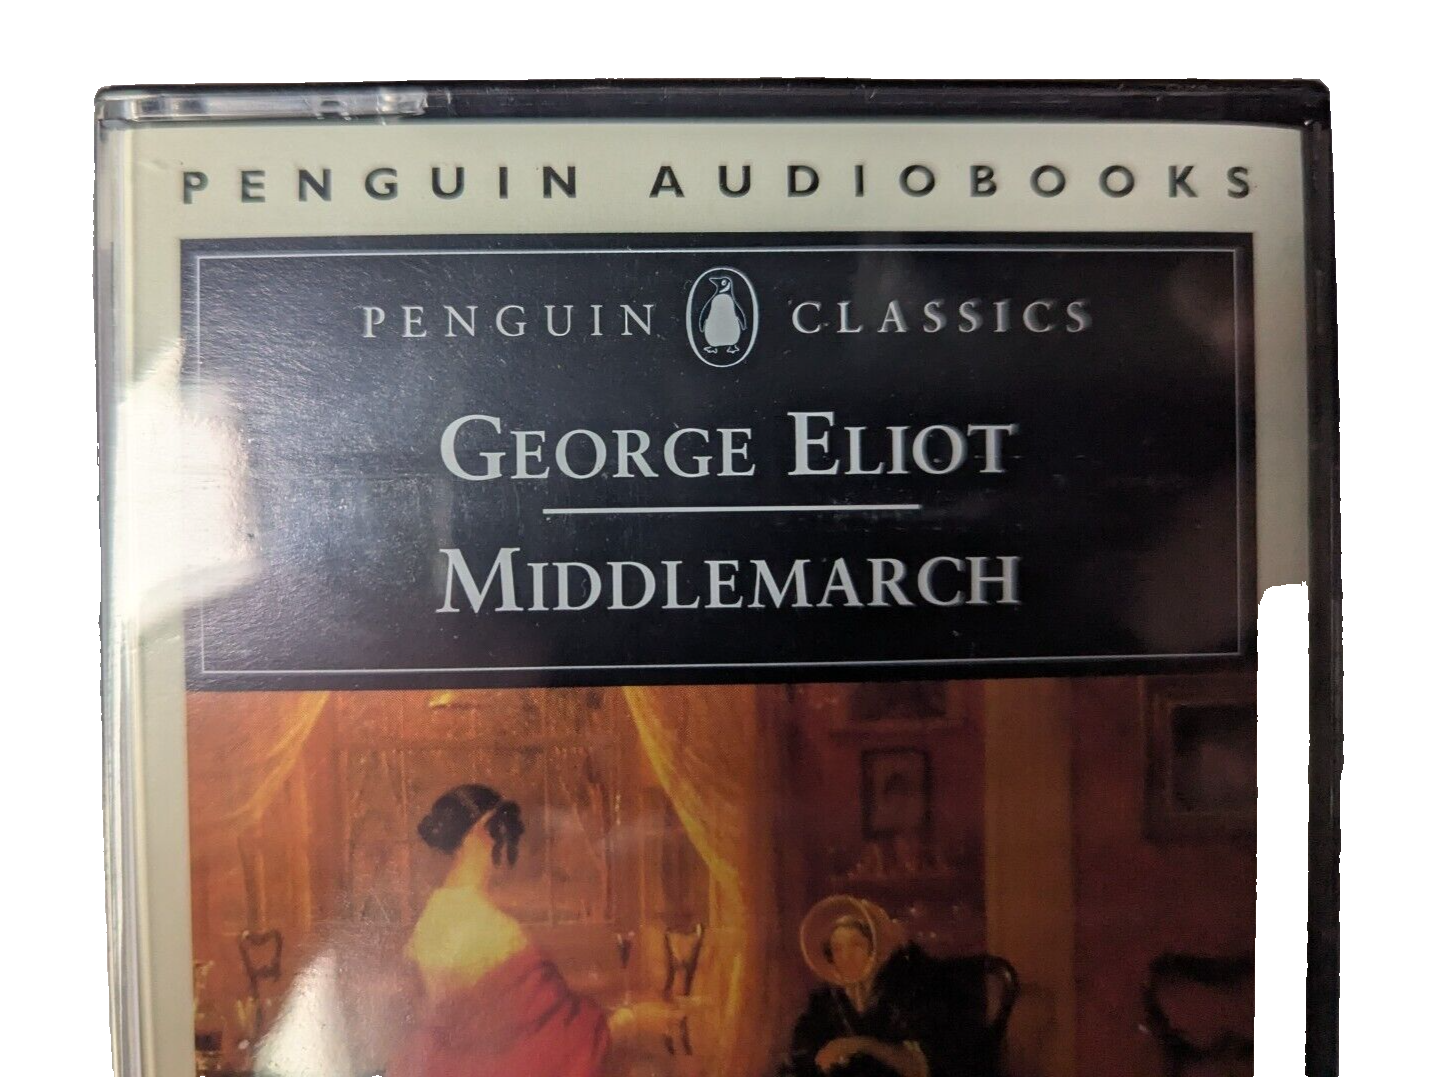 PENGUIN AUDIOBOOKS
PENGUIN CLASSICS
GEORGE ELIOT
MIDDLEMARCH